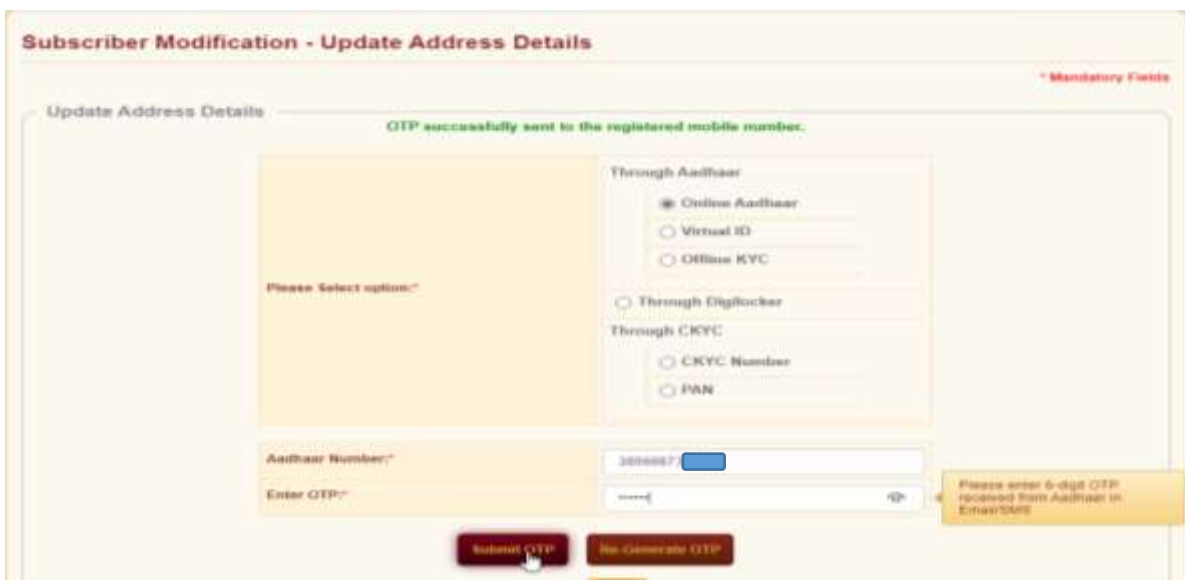 Subscriber Modification - Update Address Details
* Mandatory Fields
Update Address Details
OTP successfully sent to the registered mobile number.
Through Aadhaar
Online Aadhaar
Virtual ID
Offline KYC
Please Select option:*
Through Digilocker
Through CKYC
CKYC Number
PAN
Aadhaar Number:*
Enter OTP:*
Please enter 6-digit OTP
received from Aadhaar in
Email/SMS
Submit OTP
Re-Generate OTP